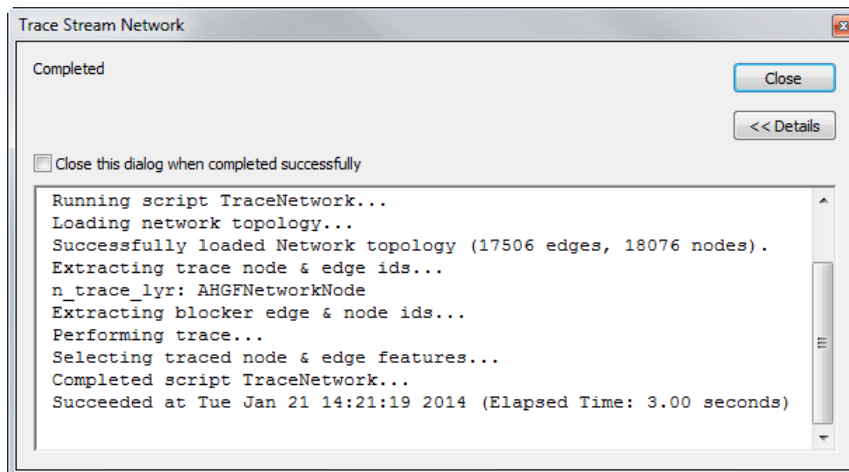 Trace Stream Network
Completed
Close
<< Details
Close this dialog when completed successfully
Running script TraceNetwork...
Loading network topology...
Successfully loaded Network topology (17506 edges, 18076 nodes).
Extracting trace node & edge ids...
n_trace_lyr: AHGFNetworkNode
Extracting blocker edge & node ids...
Performing trace...
Selecting traced node & edge features...
Completed script TraceNetwork...
Succeeded at Tue Jan 21 14:21:19 2014 (Elapsed Time: 3.00 seconds)